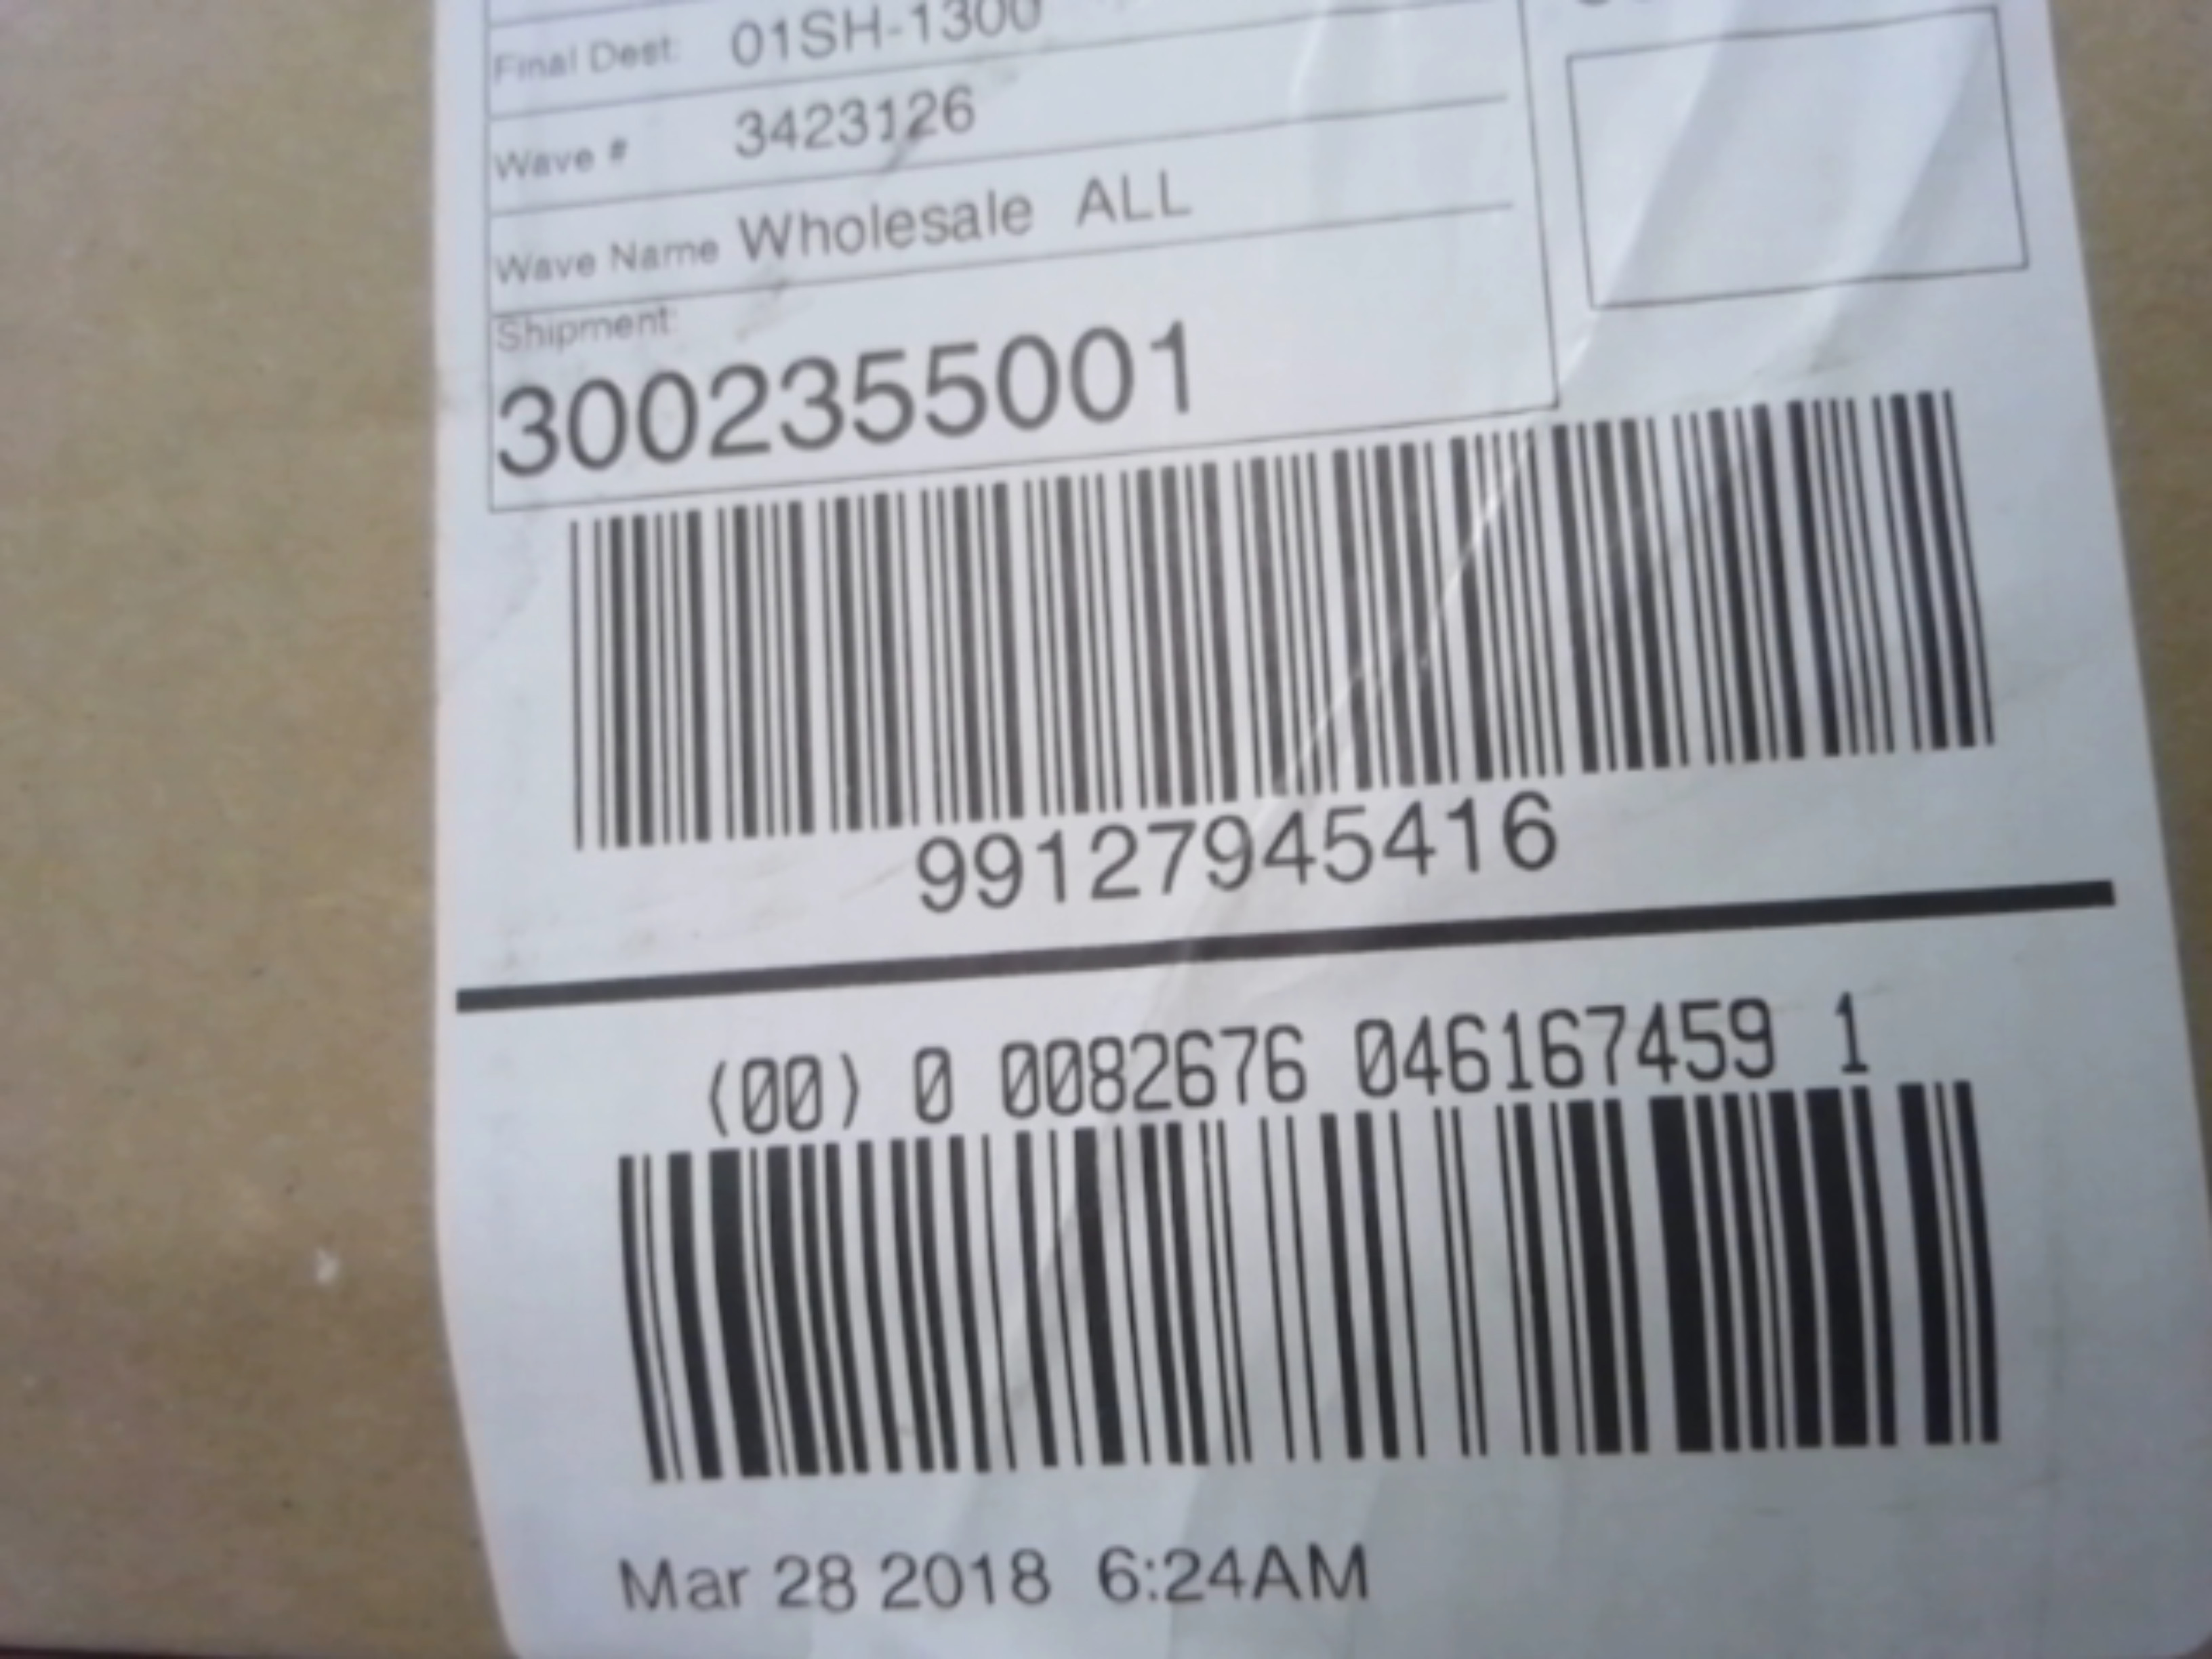 Final Dest: 01SH-1300
Wave # 3423126
Wave Name Wholesale ALL
Shipment:
3002355001
99127945416
(00) 0 0082676 046167459 1
Mar 28 2018 6:24AM